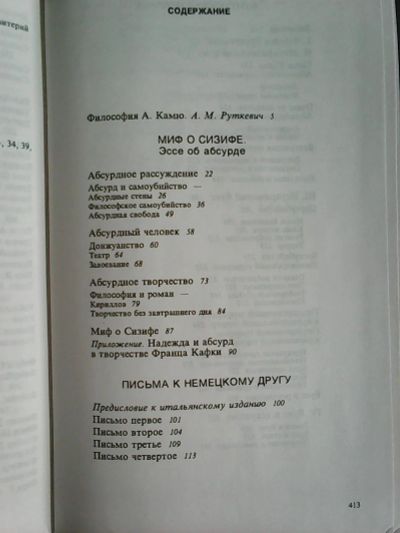 СОДЕРЖАНИЕ
итерий
, 34, 39,
Философия А. Камю. А. М. Руткевич 5
МИФ О СИЗИФЕ.
Эссе об абсурде
Абсурдное рассуждение 22
Абсурд и самоубийство —
Абсурдные стены 26
Философское самоубийство 36
Абсурдная свобода 49
Абсурдный человек 58
Донжуанство 60
Театр 64
Завоевание 68
Абсурдное творчество 73
Философия и роман —
Кириллов 79
Творчество без завтрашнего дня 84
Миф о Сизифе 87
Приложение. Надежда и абсурд
в творчестве Франца Кафки 90
ПИСЬМА К НЕМЕЦКОМУ ДРУГУ
Предисловие к итальянскому изданию 100
Письмо первое 101
Письмо второе 104
Письмо третье 109
Письмо четвертое 113
413